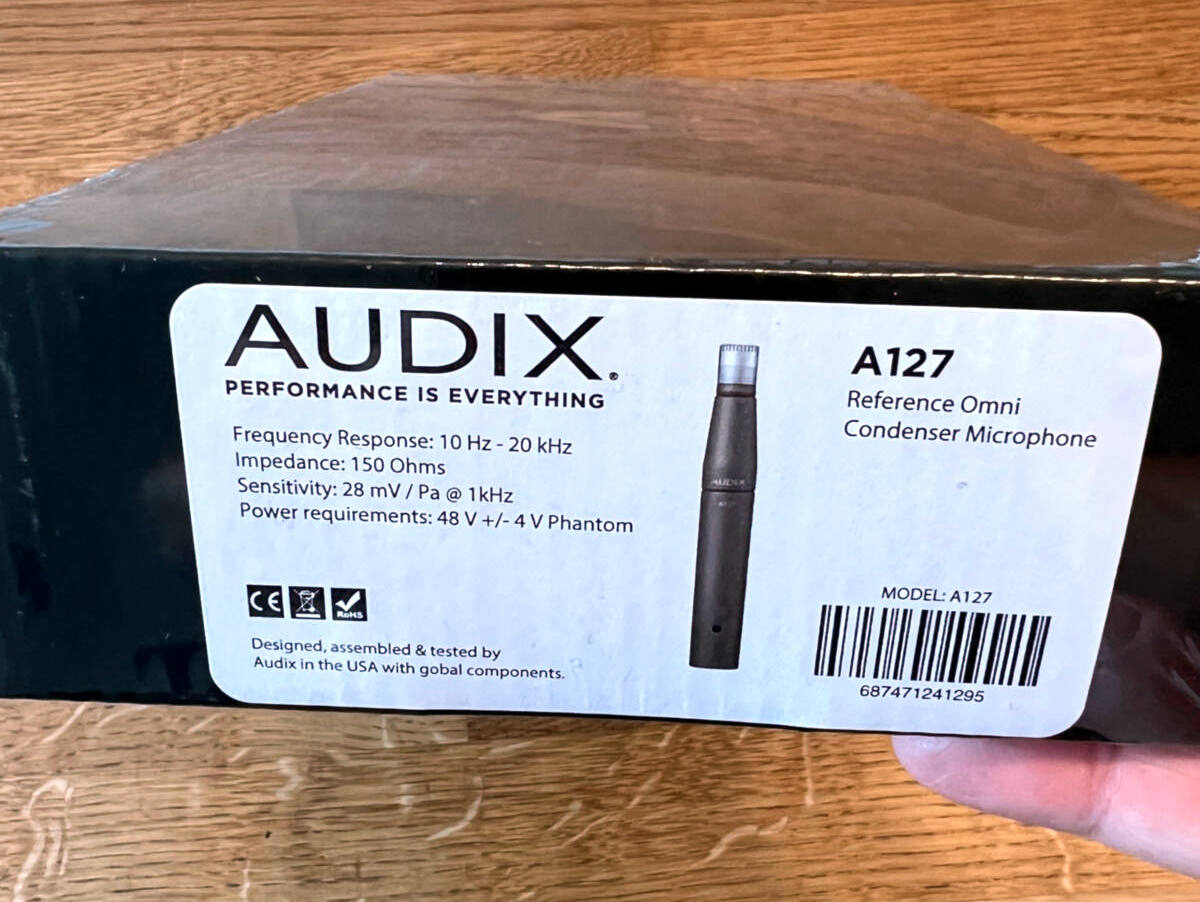 AUDIX®
PERFORMANCE IS EVERYTHING
Frequency Response: 10 Hz - 20 kHz
Impedance: 150 Ohms
Sensitivity: 28 mV / Pa @ 1kHz
Power requirements: 48 V +/- 4 V Phantom
CE
RoHS
Designed, assembled & tested by
Audix in the USA with gobal components.
AUDIX
A127
A127
Reference Omni
Condenser Microphone
MODEL: A127
687471241295